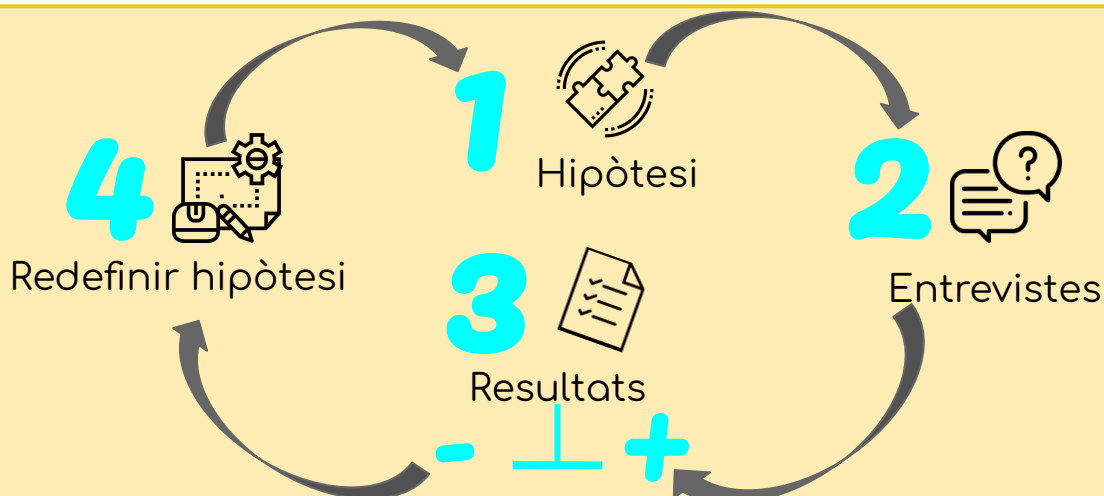 1
Hipòtesi
2
Entrevistes
3
Resultats
- +
4
Redefinir hipòtesi
?